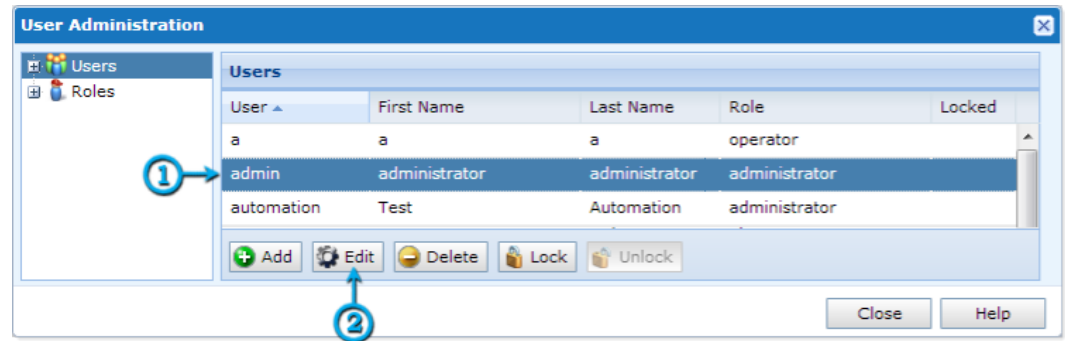 User Administration
Users
Roles
Users
User First Name Last Name Role Locked
a a a operator
1
admin administrator administrator administrator
automation Test Automation administrator
Add Edit Delete Lock Unlock
2
Close Help